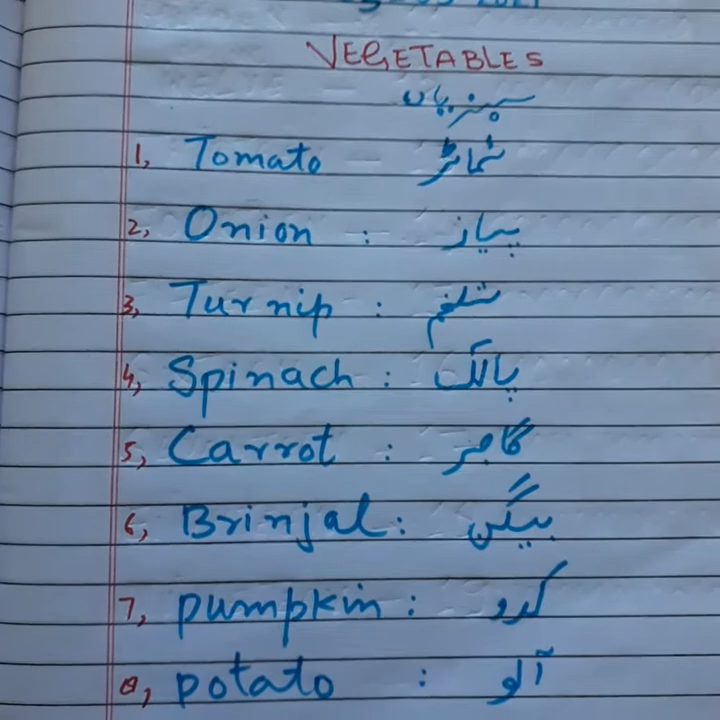 VEGETABLES
سبزیاں
1, Tomato - ٹماٹر
2, Onion : پیاز
3, Turnip : شلغم
4, Spinach : پالک
5, Carrot : گاجر
6, Brinjal : بینگن
7, pumpkin : کدو
8, potato : آلو